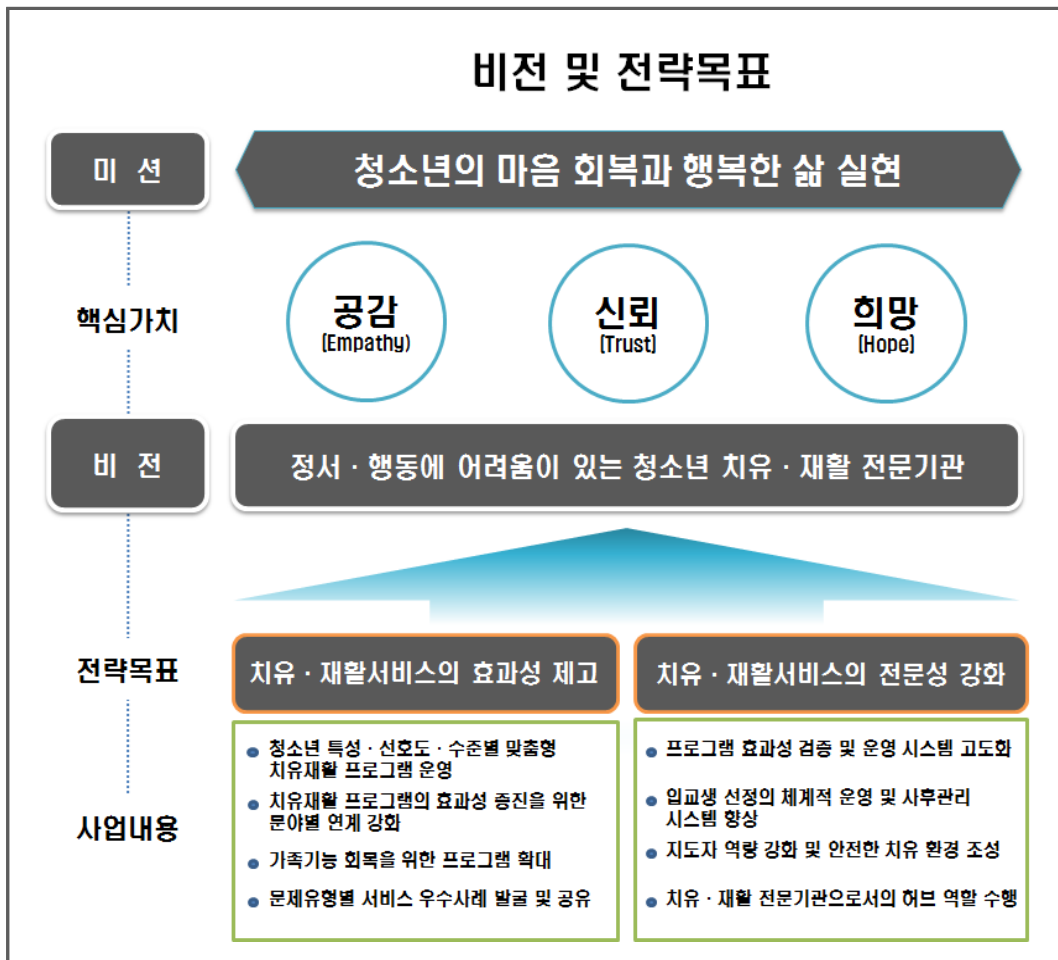 비전 및 전략목표
미 션
청소년의 마음 회복과 행복한 삶 실현
핵심가치
공감
(Empathy)
신뢰
(Trust)
희망
(Hope)
비 전
정서 · 행동에 어려움이 있는 청소년 치유 · 재활 전문기관
전략목표
치유 · 재활서비스의 효과성 제고
치유 · 재활서비스의 전문성 강화
사업내용
청소년 특성 · 선호도 · 수준별 맞춤형
치유재활 프로그램 운영
치유재활 프로그램의 효과성 증진을 위한
문야별 연계 강화
가족기능 회목을 위한 프로그램 확대
문제유형별 서비스 우수사례 발굴 및 공유
프로그램 효과성 검증 및 운영 시스템 고도화
입교생 선정의 체계적 운영 및 사후관리
시스템 향상
지도자 역량 강화 및 안전한 치유 환경 조성
치유 · 재활 전문기관으로서의 허브 역할 수행